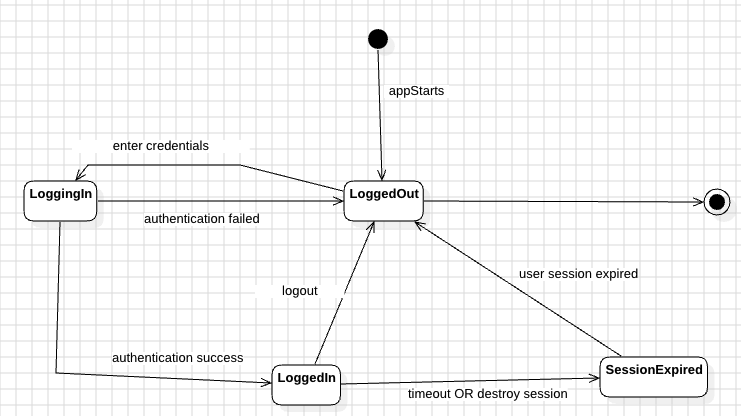 appStarts
enter credentials
LoggingIn
LoggedOut
authentication failed
user session expired
logout
authentication success
LoggedIn
SessionExpired
timeout OR destroy session